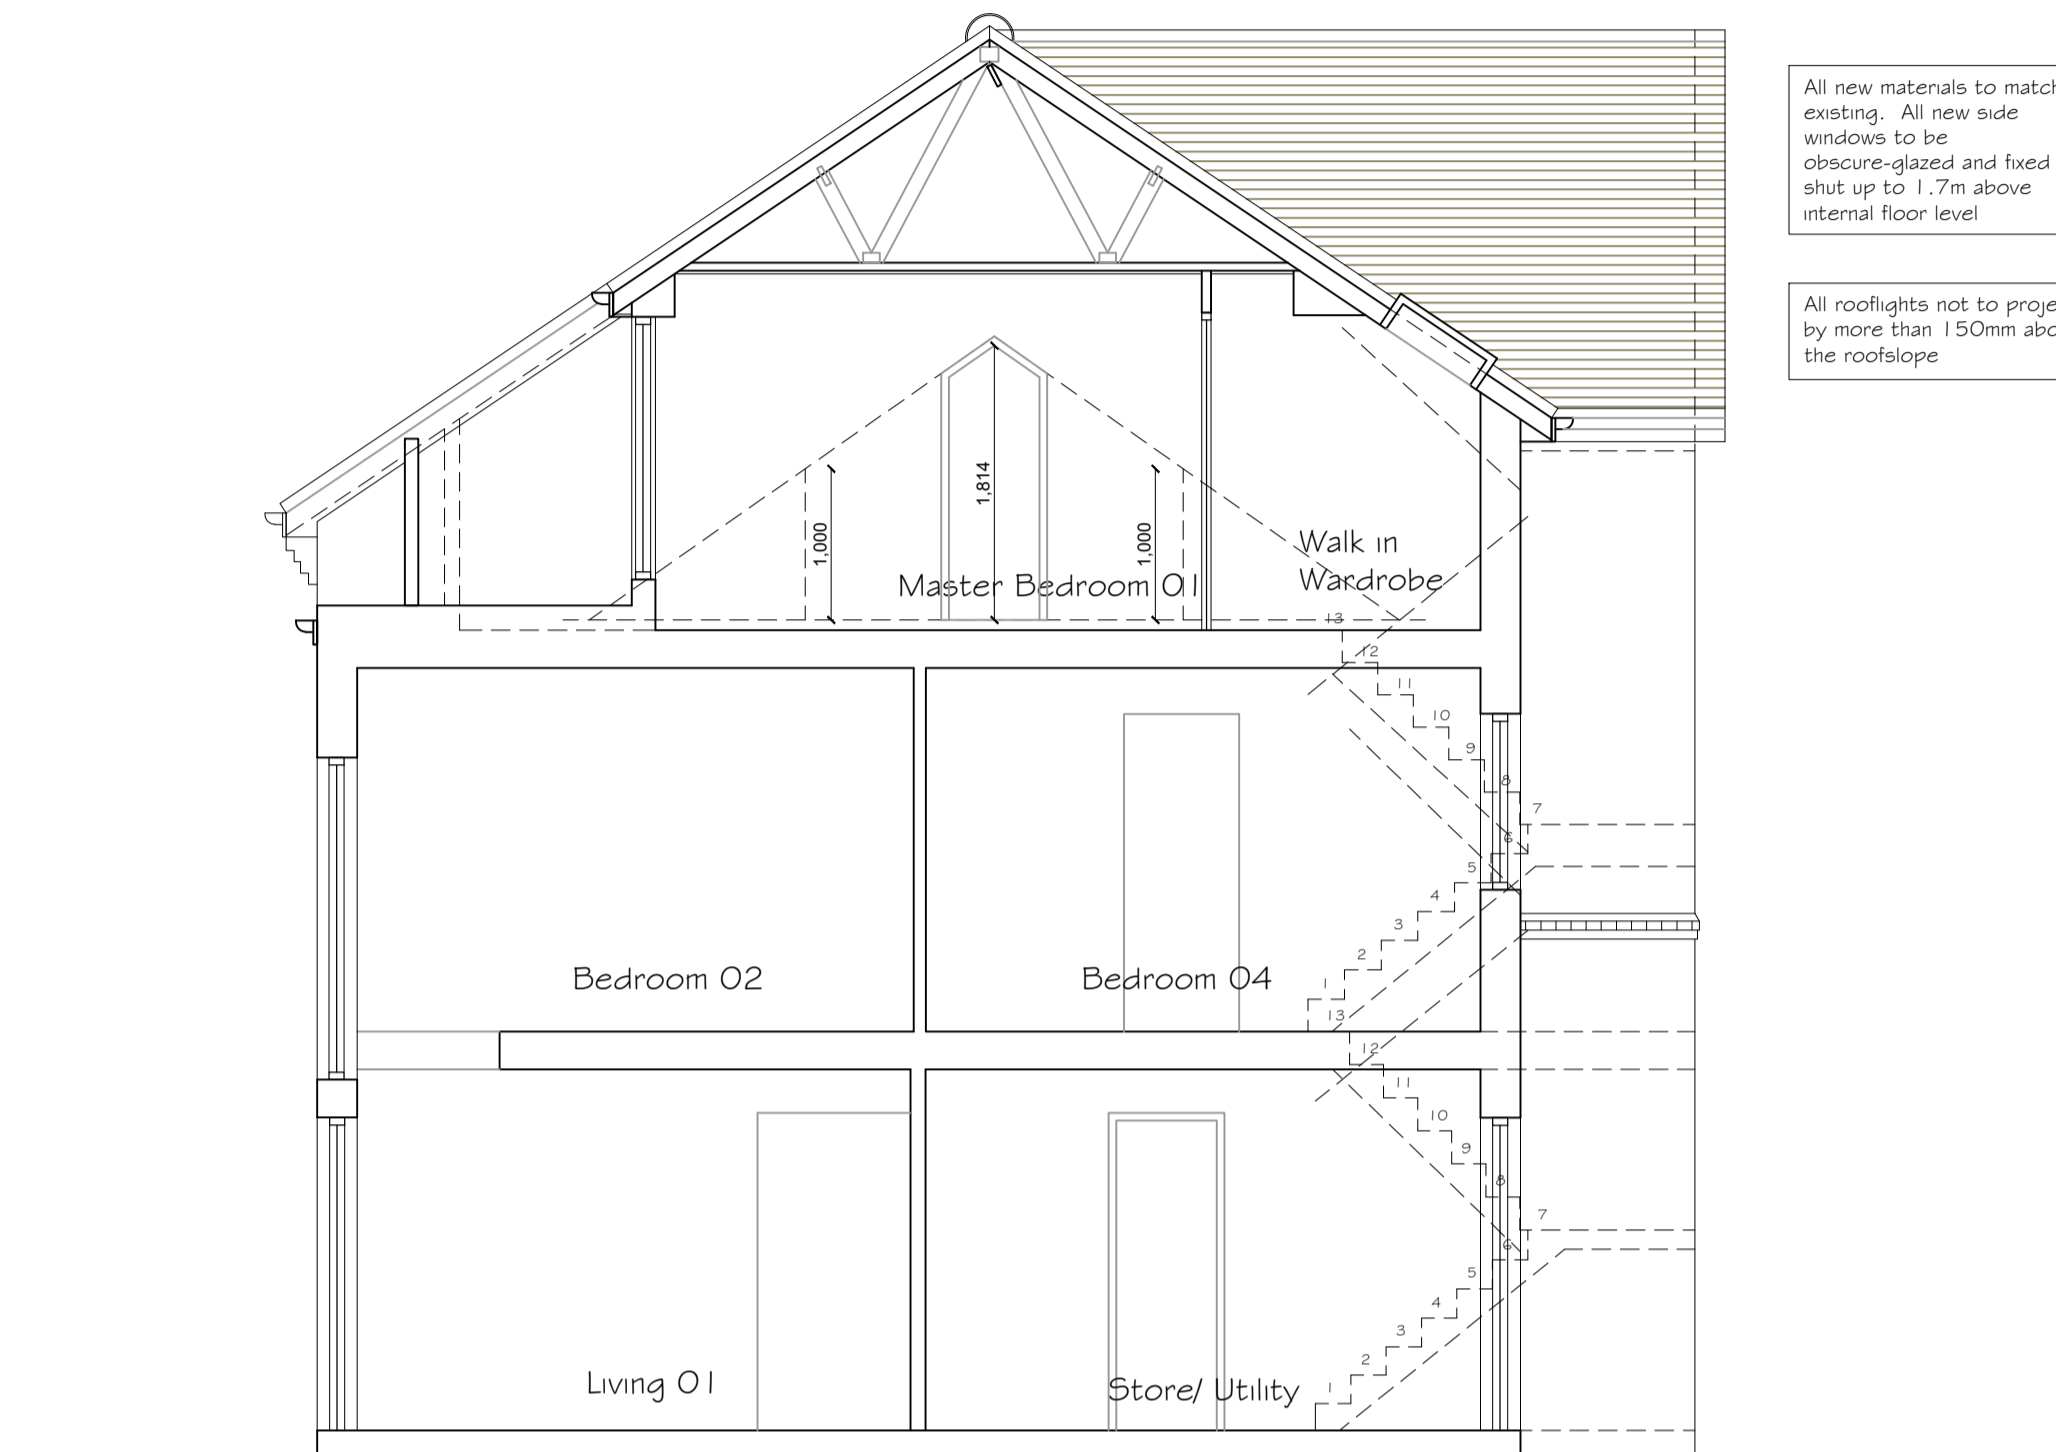 All new materials to match
existing. All new side
windows to be
obscure-glazed and fixed
shut up to 1.7m above
internal floor level
All rooflights not to proje
by more than 150mm abo
the roofslope
1,814
1,000
1,000
Walk in
Wardrobe
Master Bedroom 01
13
12
11
10
9
8
7
6
5
4
3
2
1
Bedroom 02
Bedroom 04
13
12
11
10
9
8
7
6
5
4
3
2
1
Living 01
Store/ Utility